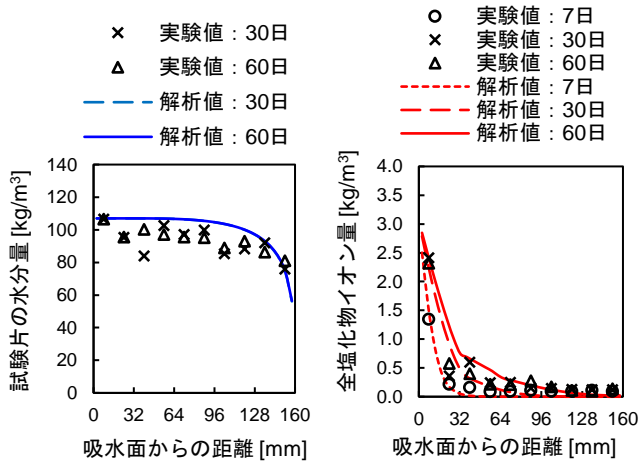 実験値：30日
実験値：60日
解析値：30日
解析値：60日
140
120
100
80
60
40
20
0
0 32 64 96 128 160
試験片の水分量 [kg/m³]
吸水面からの距離 [mm]
実験値：7日
実験値：30日
実験値：60日
解析値：7日
解析値：30日
解析値：60日
4.0
3.5
3.0
2.5
2.0
1.5
1.0
0.5
0.0
0 32 64 96 128 160
全塩化物イオン量 [kg/m³]
吸水面からの距離 [mm]